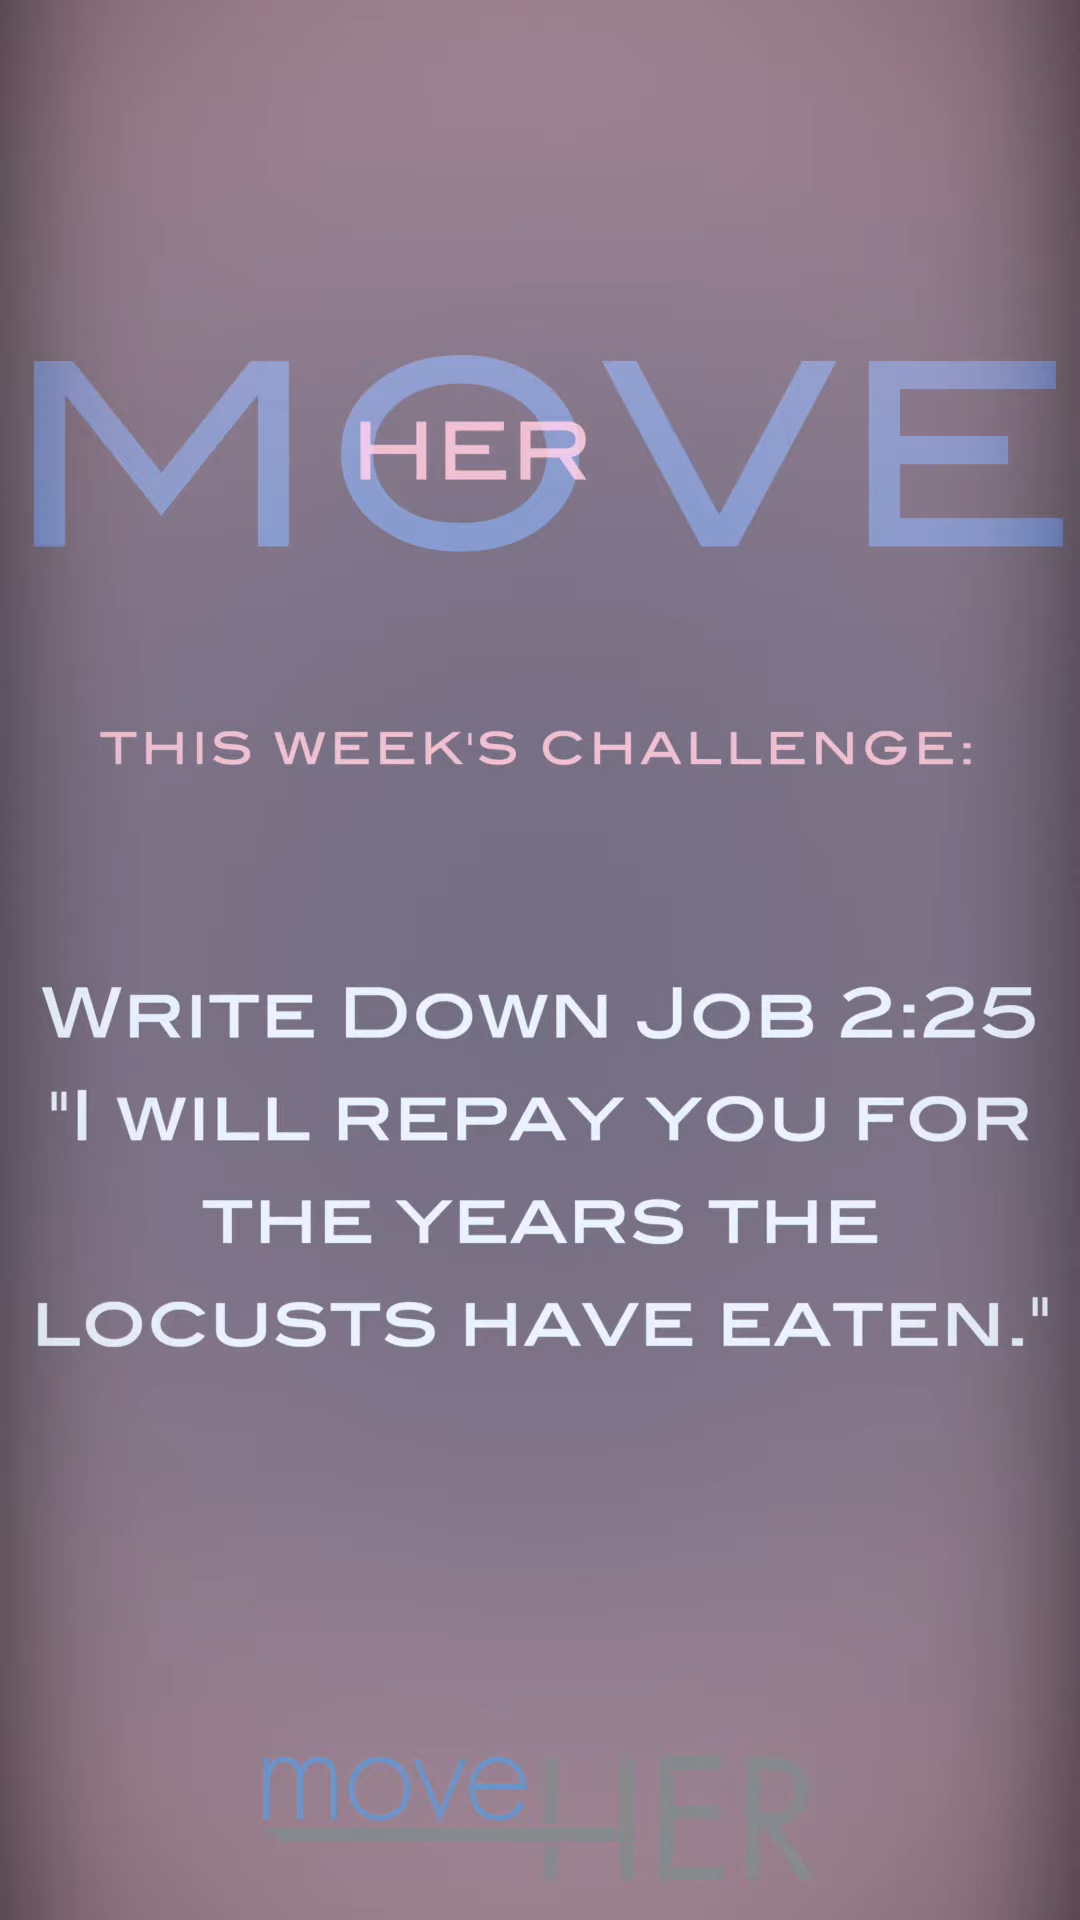 MOVE
HER
THIS WEEK'S CHALLENGE:
WRITE DOWN JOB 2:25
"I WILL REPAY YOU FOR
THE YEARS THE
LOCUSTS HAVE EATEN."
move HER